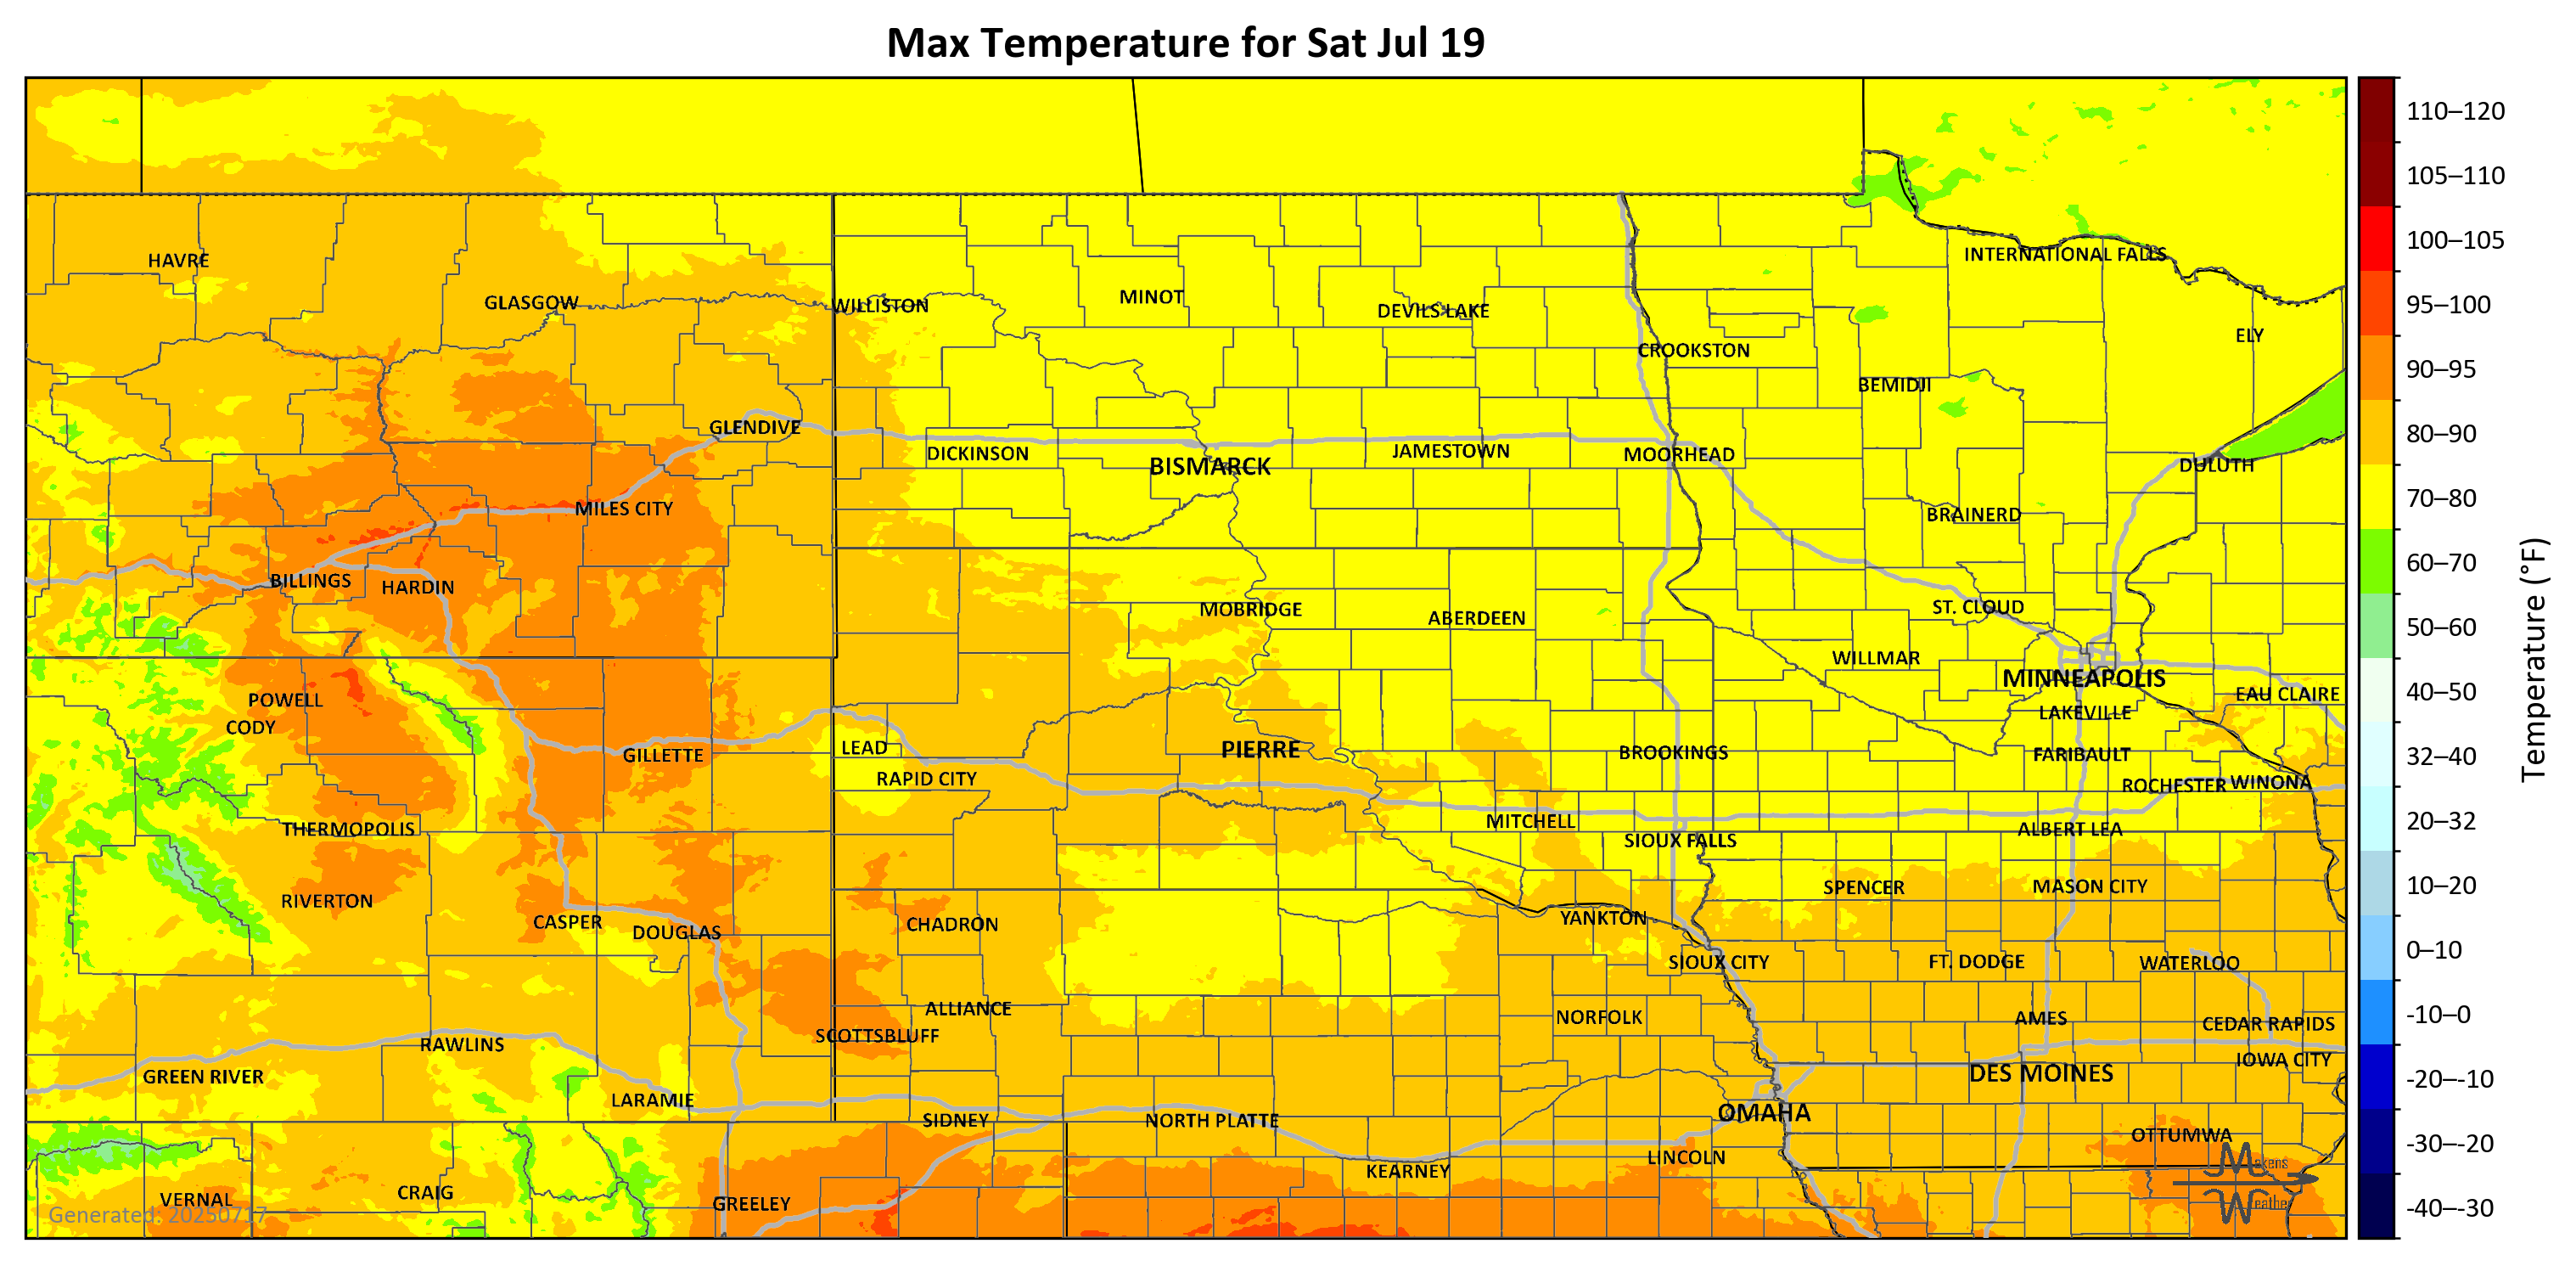 Max Temperature for Sat Jul 19
HAVRE
GLASGOW
WILLISTON
MINOT
DEVILS LAKE
INTERNATIONAL FALLS
ELY
CROOKSTON
BEMIDJI
GLENDIVE
DICKINSON
BISMARCK
JAMESTOWN
MOORHEAD
DULUTH
MILES CITY
BRAINERD
BILLINGS
HARDIN
MOBRIDGE
ABERDEEN
ST. CLOUD
WILLMAR
MINNEAPOLIS
EAU CLAIRE
POWELL
CODY
LAKEVILLE
GILLETTE
LEAD
RAPID CITY
PIERRE
BROOKINGS
FARIBAULT
ROCHESTER
WINONA
THERMOPOLIS
MITCHELL
SIOUX FALLS
ALBERT LEA
RIVERTON
CASPER
DOUGLAS
CHADRON
YANKTON
SPENCER
MASON CITY
SIOUX CITY
FT. DODGE
WATERLOO
ALLIANCE
SCOTTSBLUFF
NORFOLK
AMES
CEDAR RAPIDS
IOWA CITY
RAWLINS
GREEN RIVER
LARAMIE
DES MOINES
SIDNEY
NORTH PLATTE
OMAHA
OTTUMWA
KEARNEY
LINCOLN
VERNAL
CRAIG
GREELEY
Generated: 20250717
Makens
Weather
110–120
105–110
100–105
95–100
90–95
80–90
70–80
60–70
50–60
40–50
32–40
20–32
10–20
0–10
-10–0
-20–-10
-30–-20
-40–-30
Temperature (°F)